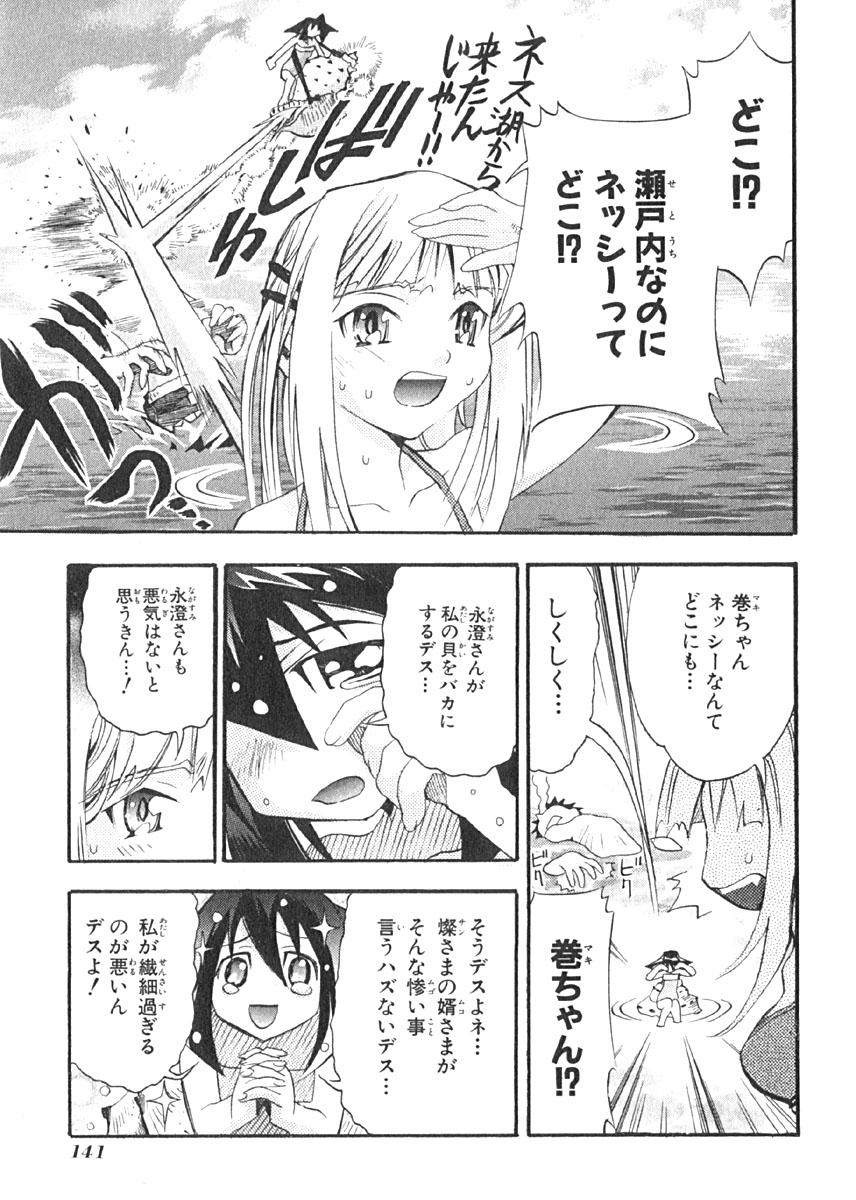 どこ!?
瀬戸内なのに
ネッシーって
どこ!?
ネス湖から
来たん
じゃー!!
しばゆ
ガッ…
巻ちゃん
ネッシーなんて
どこにも…
しくしく…
ビク
ビク
巻ちゃん!?
永澄さんが
私の貝をバカに
するデス…
永澄さんも
悪気はないと
思うきん…!
そうデスよネ…
燦さまの婿さまが
そんな惨い事
言うハズないデス…
私が繊細過ぎる
のが悪いん
デスよ!
141